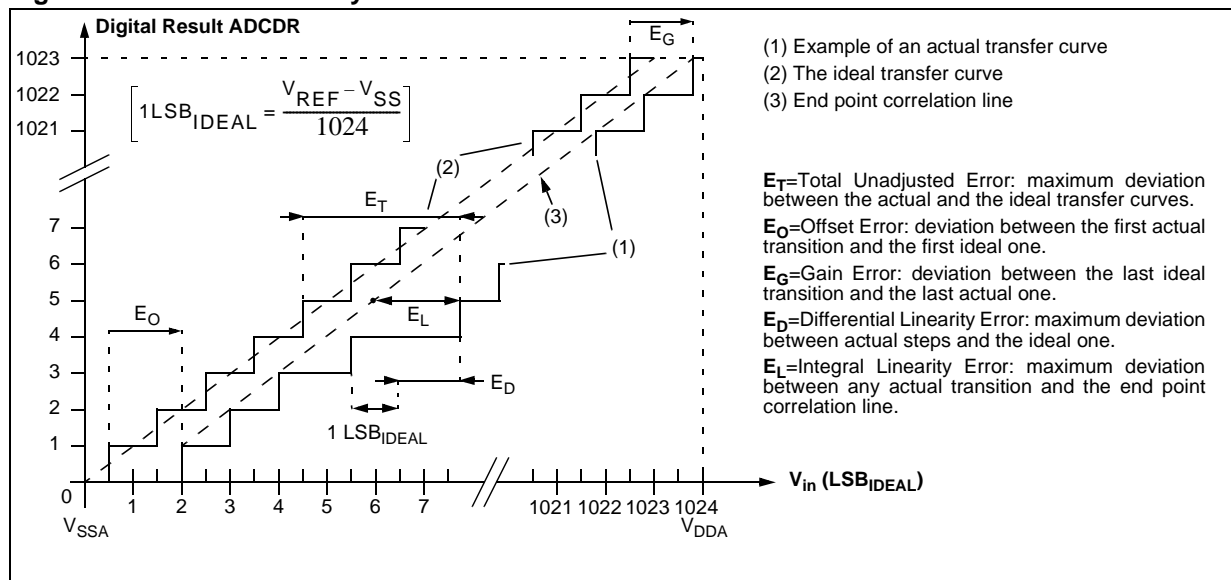 Digital Result ADCDR
E_G
1023
1022
1021
[1LSB_IDEAL = (V_REF – V_SS) / 1024]
(1) Example of an actual transfer curve
(2) The ideal transfer curve
(3) End point correlation line
(2)
E_T
(3)
(1)
7
6
5
4
3
2
1
0
E_O
E_L
E_D
1 LSB_IDEAL
E_T=Total Unadjusted Error: maximum deviation
between the actual and the ideal transfer curves.
E_O=Offset Error: deviation between the first actual
transition and the first ideal one.
E_G=Gain Error: deviation between the last ideal
transition and the last actual one.
E_D=Differential Linearity Error: maximum deviation
between actual steps and the ideal one.
E_L=Integral Linearity Error: maximum deviation
between any actual transition and the end point
correlation line.
V_in (LSB_IDEAL)
1 2 3 4 5 6 7 1021 1022 1023 1024
V_SSA V_DDA